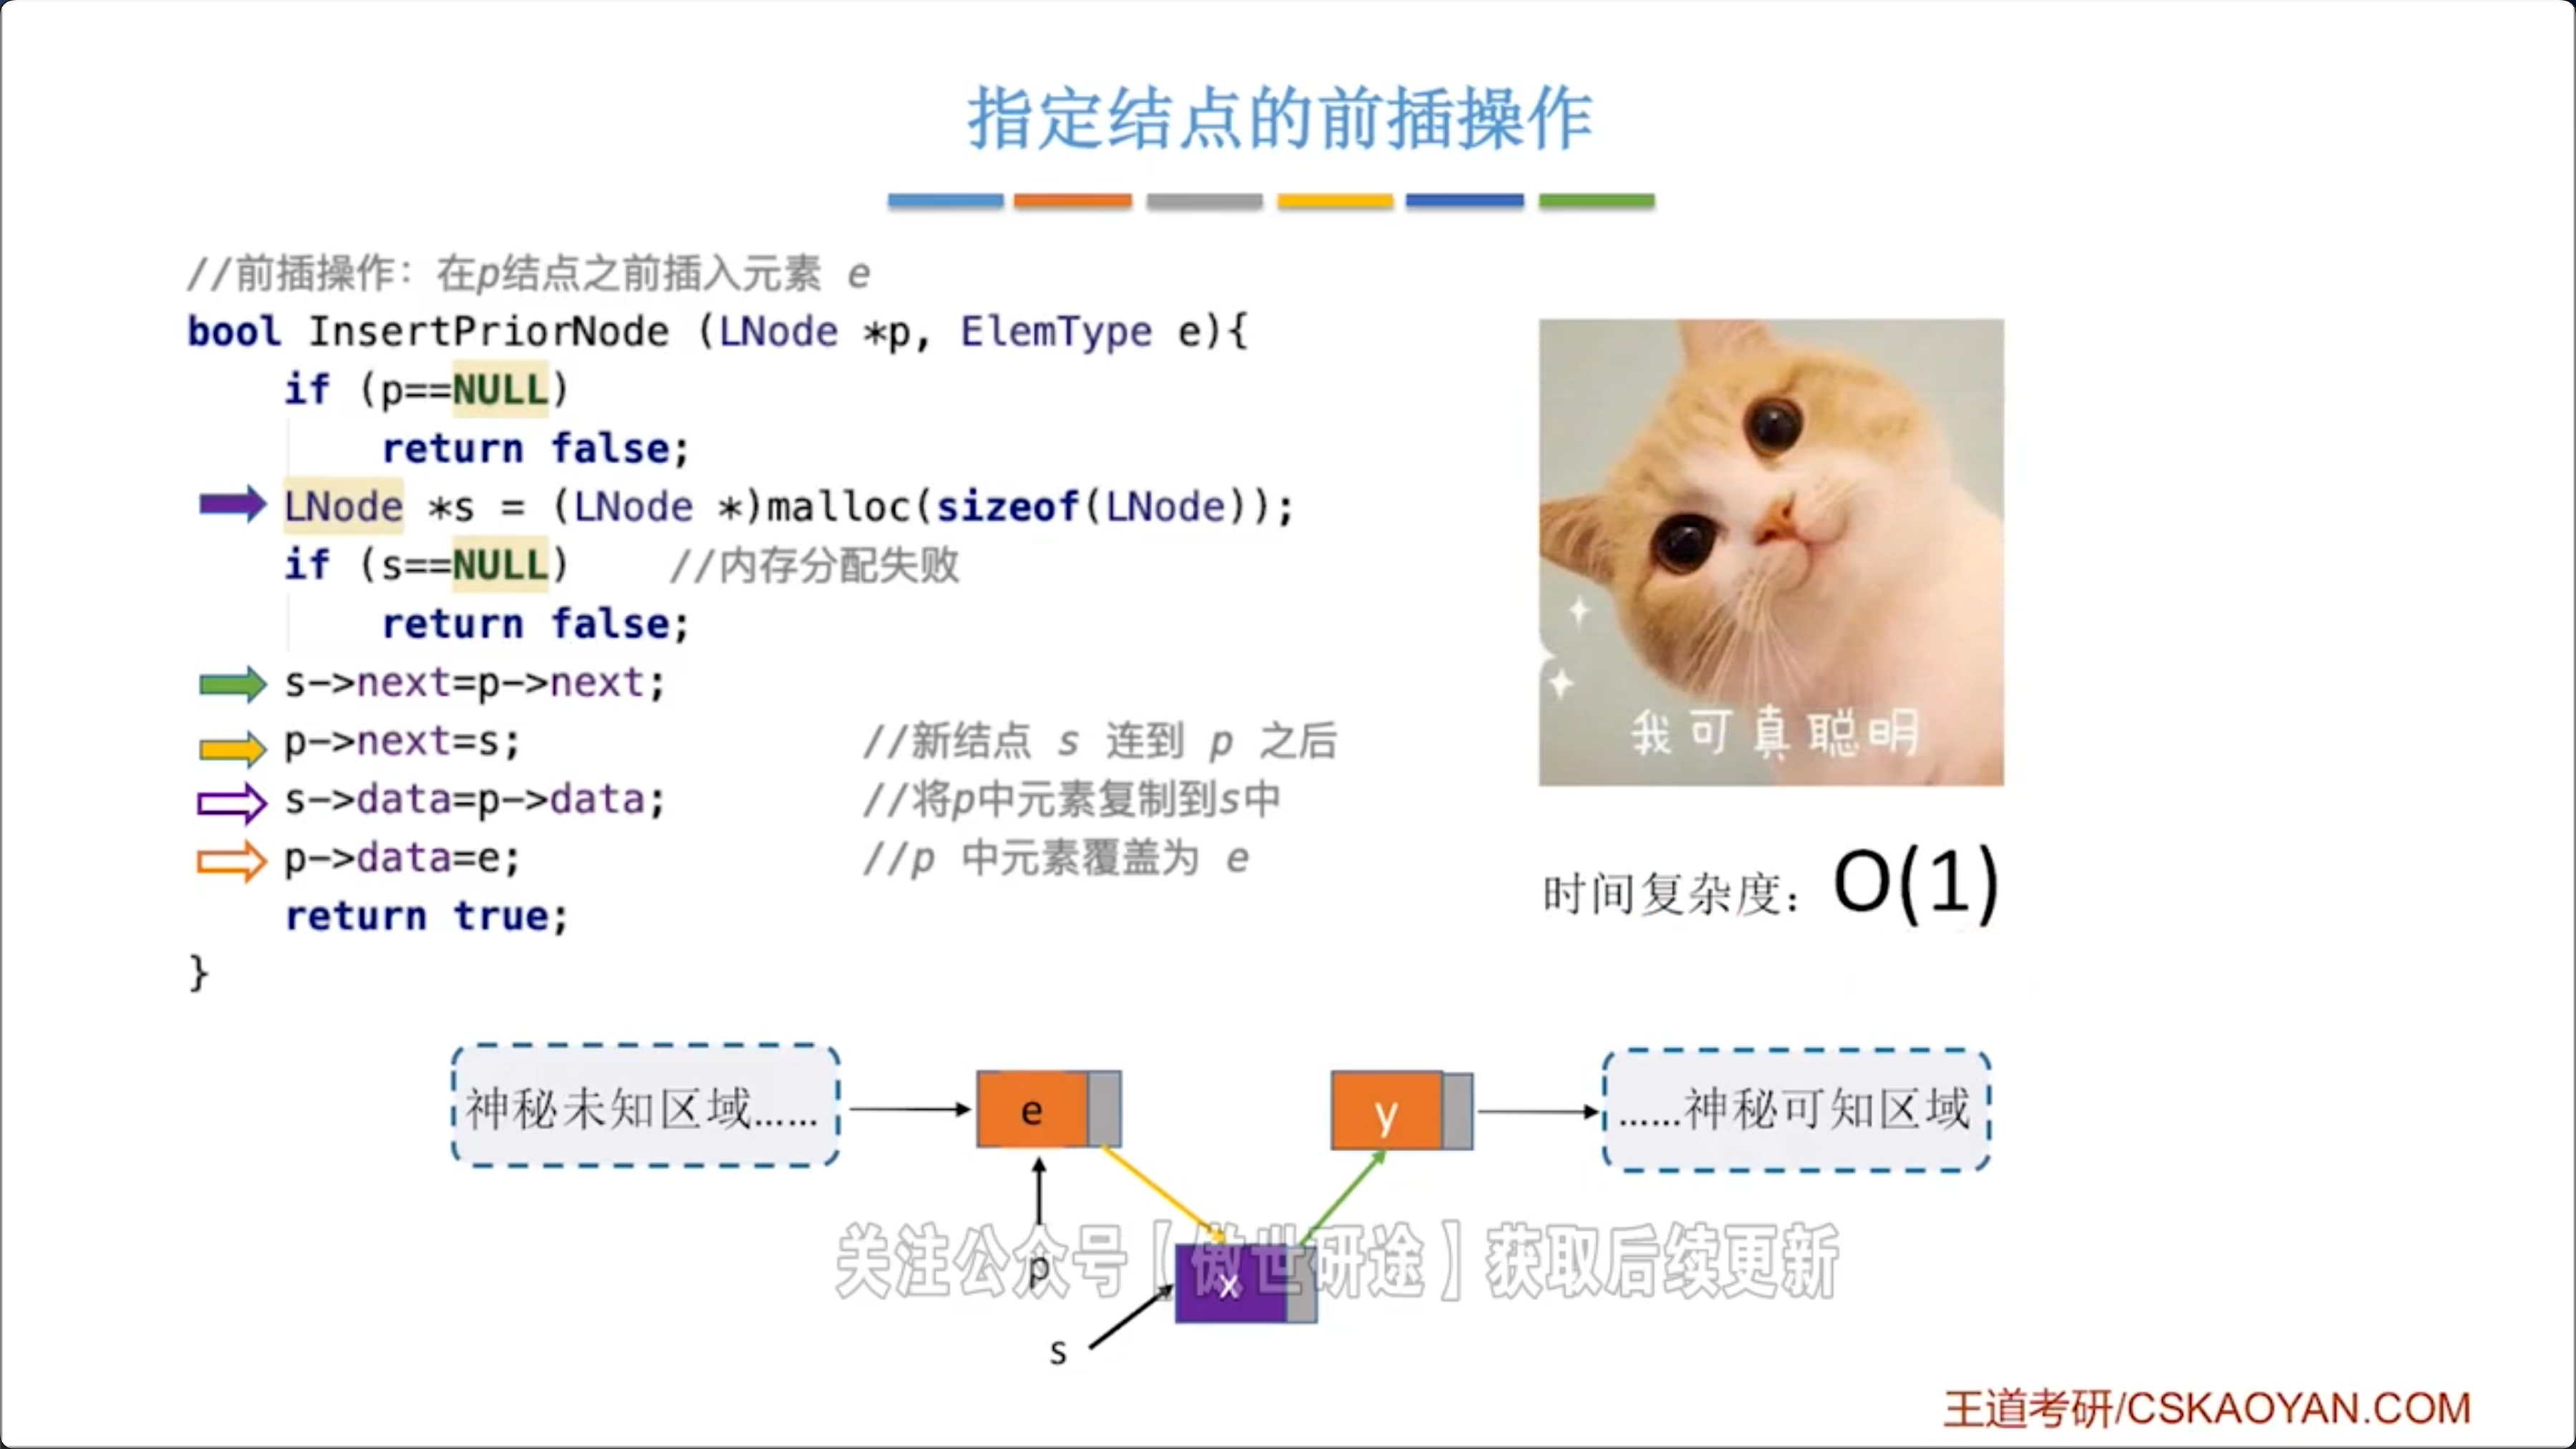 指定结点的前插操作
//前插操作：在p结点之前插入元素 e
bool InsertPriorNode (LNode *p, ElemType e){
if (p==NULL)
return false;
LNode *s = (LNode *)malloc(sizeof(LNode));
if (s==NULL) //内存分配失败
return false;
s->next=p->next;
p->next=s; //新结点 s 连到 p 之后
s->data=p->data; //将p中元素复制到s中
p->data=e; //p 中元素覆盖为 e
return true;
}
我可真聪明
时间复杂度：O(1)
神秘未知区域……
e
y
……神秘可知区域
p
关注公众号【傲世研途】获取后续更新
x
s
王道考研/CSKAOYAN.COM